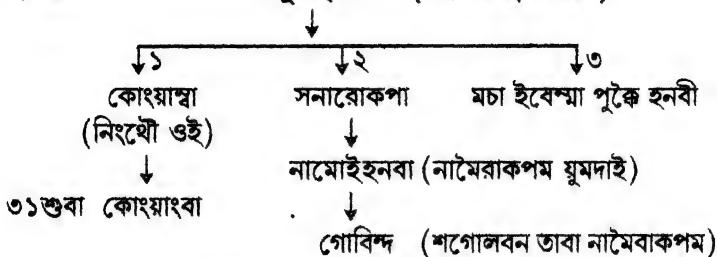 ১ ২ ৩
কোংয়াম্বা সনারোকপা মচা ইবেম্মা পুক্কৈ হনবী
(নিংথৌ ওই) নামোইহনবা (নামৈরাকপম য়ুমদাই)
৩১শুবা কোংয়াংবা
গোবিন্দ (শগোলবন তাবা নামৈবাকপম)